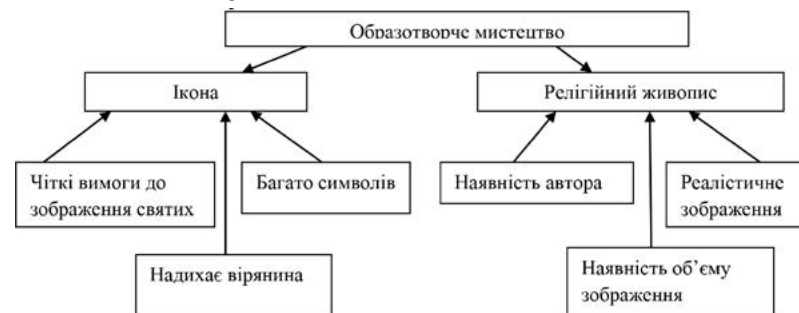 Образотворче мистецтво
Ікона
Релігійний живопис
Чіткі вимоги до
зображення святих
Багато символів
Наявність автора
Реалістичне
зображення
Надихає вірянина
Наявність об’єму
зображення